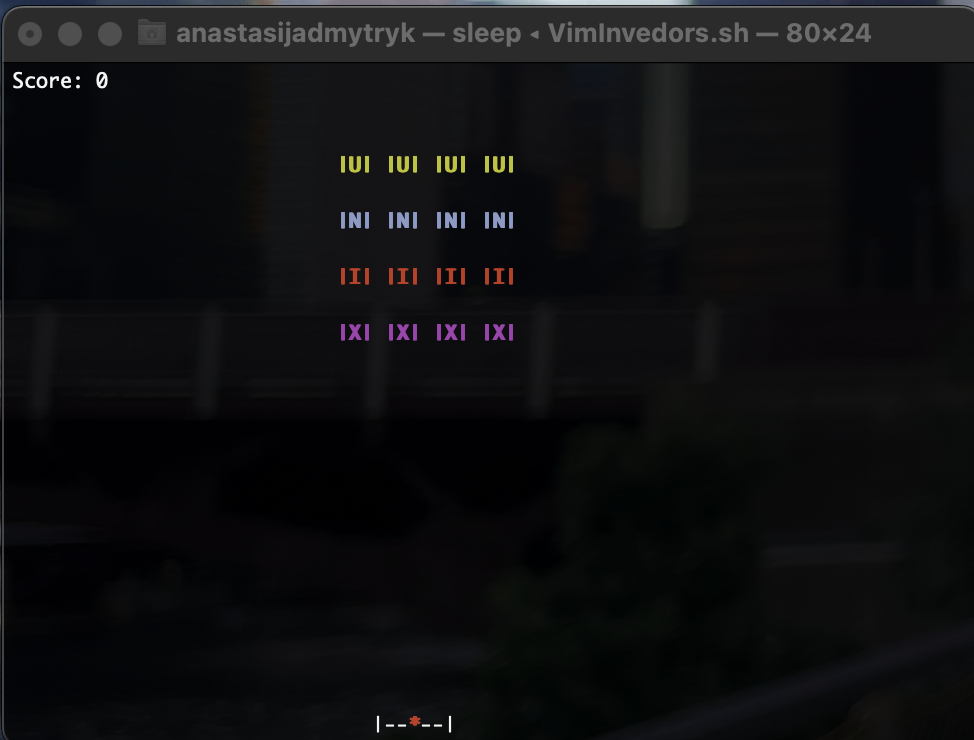 anastasijadmytryk — sleep ◂ VimInvedors.sh — 80×24
Score: 0
|U| |U| |U| |U|
|N| |N| |N| |N|
|I| |I| |I| |I|
|X| |X| |X| |X|
|--*--|